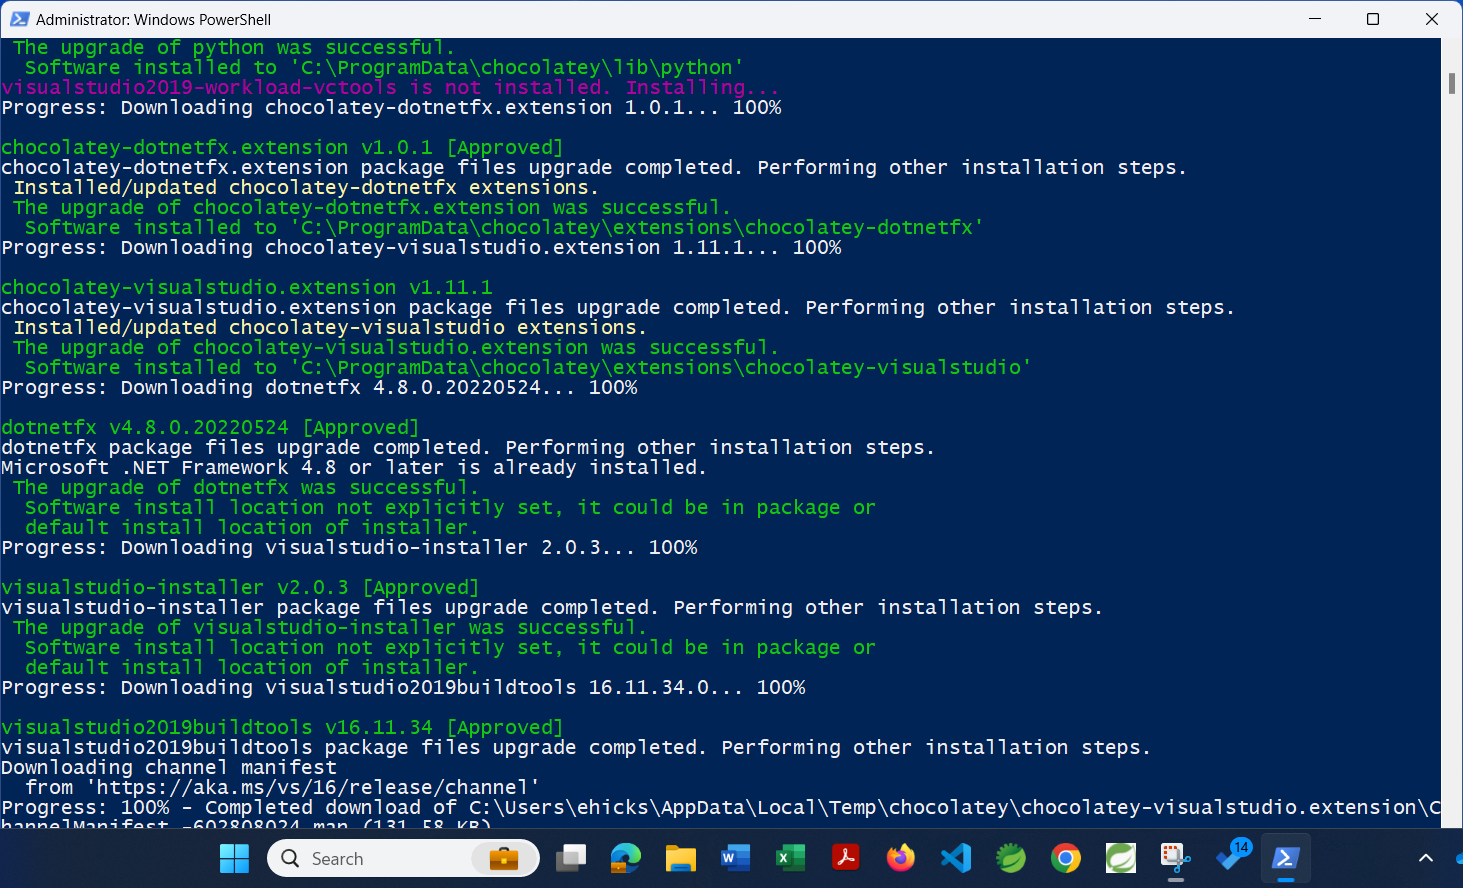 Administrator: Windows PowerShell
The upgrade of python was successful.
Software installed to 'C:\ProgramData\chocolatey\lib\python'
visualstudio2019-workload-vctools is not installed. Installing...
Progress: Downloading chocolatey-dotnetfx.extension 1.0.1... 100%
chocolatey-dotnetfx.extension v1.0.1 [Approved]
chocolatey-dotnetfx.extension package files upgrade completed. Performing other installation steps.
Installed/updated chocolatey-dotnetfx extensions.
The upgrade of chocolatey-dotnetfx.extension was successful.
Software installed to 'C:\ProgramData\chocolatey\extensions\chocolatey-dotnetfx'
Progress: Downloading chocolatey-visualstudio.extension 1.11.1... 100%
chocolatey-visualstudio.extension v1.11.1
chocolatey-visualstudio.extension package files upgrade completed. Performing other installation steps.
Installed/updated chocolatey-visualstudio extensions.
The upgrade of chocolatey-visualstudio.extension was successful.
Software installed to 'C:\ProgramData\chocolatey\extensions\chocolatey-visualstudio'
Progress: Downloading dotnetfx 4.8.0.20220524... 100%
dotnetfx v4.8.0.20220524 [Approved]
dotnetfx package files upgrade completed. Performing other installation steps.
Microsoft .NET Framework 4.8 or later is already installed.
The upgrade of dotnetfx was successful.
Software install location not explicitly set, it could be in package or
default install location of installer.
Progress: Downloading visualstudio-installer 2.0.3... 100%
visualstudio-installer v2.0.3 [Approved]
visualstudio-installer package files upgrade completed. Performing other installation steps.
The upgrade of visualstudio-installer was successful.
Software install location not explicitly set, it could be in package or
default install location of installer.
Progress: Downloading visualstudio2019buildtools 16.11.34.0... 100%
visualstudio2019buildtools v16.11.34 [Approved]
visualstudio2019buildtools package files upgrade completed. Performing other installation steps.
Downloading channel manifest
from 'https://aka.ms/vs/16/release/channel'
Progress: 100% - Completed download of C:\Users\ehicks\AppData\Local\Temp\chocolatey\chocolatey-visualstudio.extension\C
hannelManifest_-602808024.man (131.58 KB).
Search
14